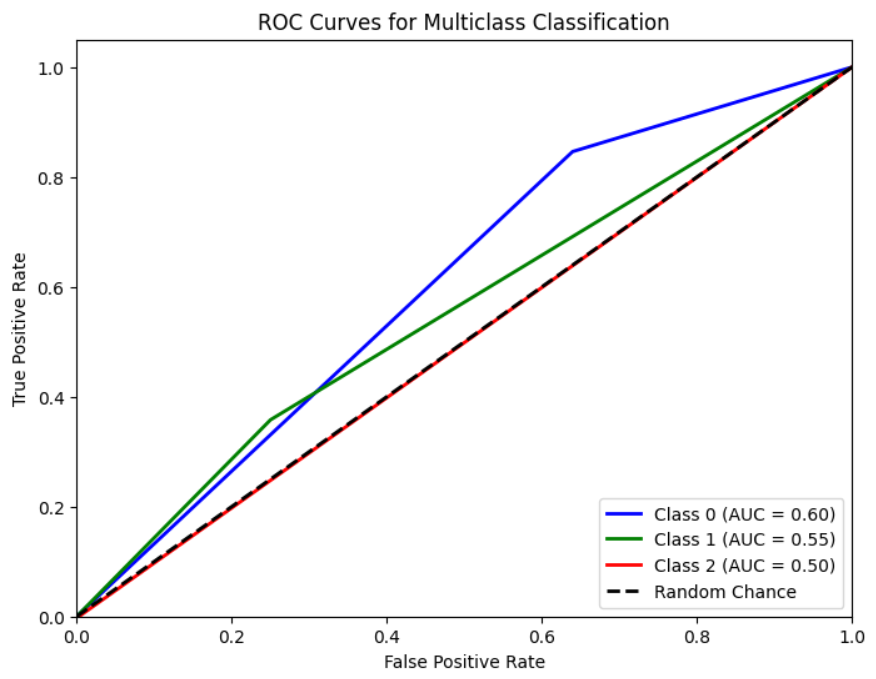 ROC Curves for Multiclass Classification
True Positive Rate
1.0
0.8
0.6
0.4
0.2
0.0
0.0 0.2 0.4 0.6 0.8 1.0
False Positive Rate
Class 0 (AUC = 0.60)
Class 1 (AUC = 0.55)
Class 2 (AUC = 0.50)
Random Chance